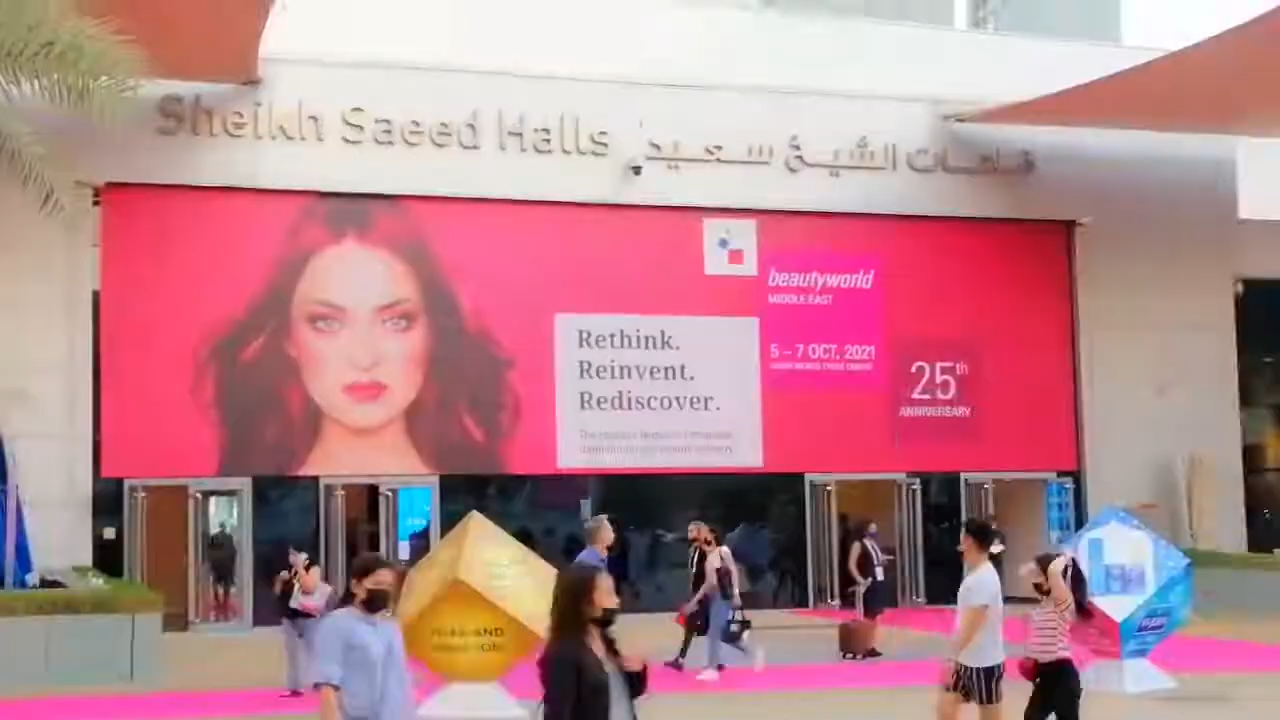 Sheikh Saeed Halls قاعات الشيخ سعيد
beautyworld
MIDDLE EAST
Rethink.
Reinvent.
Rediscover.
5 – 7 OCT. 2021
25th
ANNIVERSARY